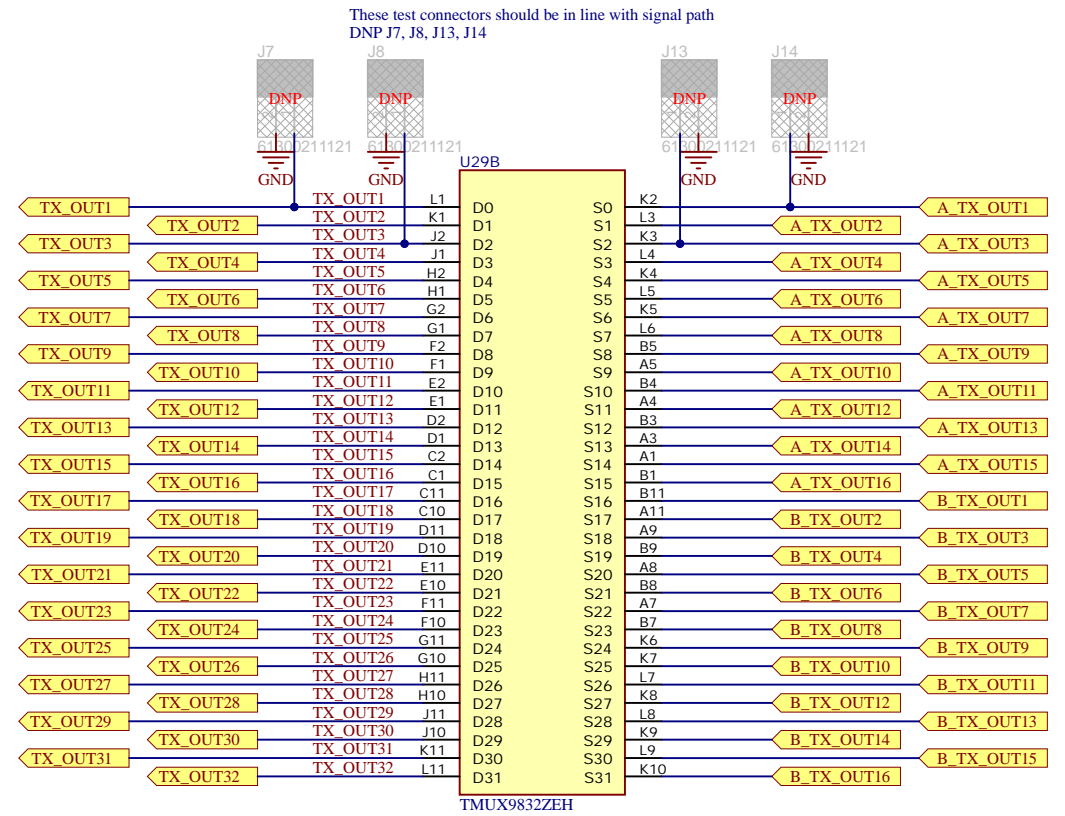 These test connectors should be in line with signal path
DNP J7, J8, J13, J14
J7 J8 J13 J14
DNP DNP DNP DNP
61300211121 61300211121 61300211121 61300211121
GND GND GND GND
U29B
TX_OUT1 TX_OUT1 L1 D0 S0 K2 A_TX_OUT1
TX_OUT2 TX_OUT2 K1 D1 S1 L3 A_TX_OUT2
TX_OUT3 TX_OUT3 J2 D2 S2 K3 A_TX_OUT3
TX_OUT4 TX_OUT4 J1 D3 S3 L4 A_TX_OUT4
TX_OUT5 TX_OUT5 H2 D4 S4 K4 A_TX_OUT5
TX_OUT6 TX_OUT6 H1 D5 S5 L5 A_TX_OUT6
TX_OUT7 TX_OUT7 G2 D6 S6 K5 A_TX_OUT7
TX_OUT8 TX_OUT8 G1 D7 S7 L6 A_TX_OUT8
TX_OUT9 TX_OUT9 F2 D8 S8 B5 A_TX_OUT9
TX_OUT10 TX_OUT10 F1 D9 S9 A5 A_TX_OUT10
TX_OUT11 TX_OUT11 E2 D10 S10 B4 A_TX_OUT11
TX_OUT12 TX_OUT12 E1 D11 S11 A4 A_TX_OUT12
TX_OUT13 TX_OUT13 D2 D12 S12 B3 A_TX_OUT13
TX_OUT14 TX_OUT14 D1 D13 S13 A3 A_TX_OUT14
TX_OUT15 TX_OUT15 C2 D14 S14 A1 A_TX_OUT15
TX_OUT16 TX_OUT16 C1 D15 S15 B1 A_TX_OUT16
TX_OUT17 TX_OUT17 C11 D16 S16 B11 B_TX_OUT1
TX_OUT18 TX_OUT18 C10 D17 S17 A11 B_TX_OUT2
TX_OUT19 TX_OUT19 D11 D18 S18 A9 B_TX_OUT3
TX_OUT20 TX_OUT20 D10 D19 S19 B9 B_TX_OUT4
TX_OUT21 TX_OUT21 E11 D20 S20 A8 B_TX_OUT5
TX_OUT22 TX_OUT22 E10 D21 S21 B8 B_TX_OUT6
TX_OUT23 TX_OUT23 F11 D22 S22 A7 B_TX_OUT7
TX_OUT24 TX_OUT24 F10 D23 S23 B7 B_TX_OUT8
TX_OUT25 TX_OUT25 G11 D24 S24 K6 B_TX_OUT9
TX_OUT26 TX_OUT26 G10 D25 S25 K7 B_TX_OUT10
TX_OUT27 TX_OUT27 H11 D26 S26 L7 B_TX_OUT11
TX_OUT28 TX_OUT28 H10 D27 S27 K8 B_TX_OUT12
TX_OUT29 TX_OUT29 J11 D28 S28 L8 B_TX_OUT13
TX_OUT30 TX_OUT30 J10 D29 S29 K9 B_TX_OUT14
TX_OUT31 TX_OUT31 K11 D30 S30 L9 B_TX_OUT15
TX_OUT32 TX_OUT32 L11 D31 S31 K10 B_TX_OUT16
TMUX9832ZEH